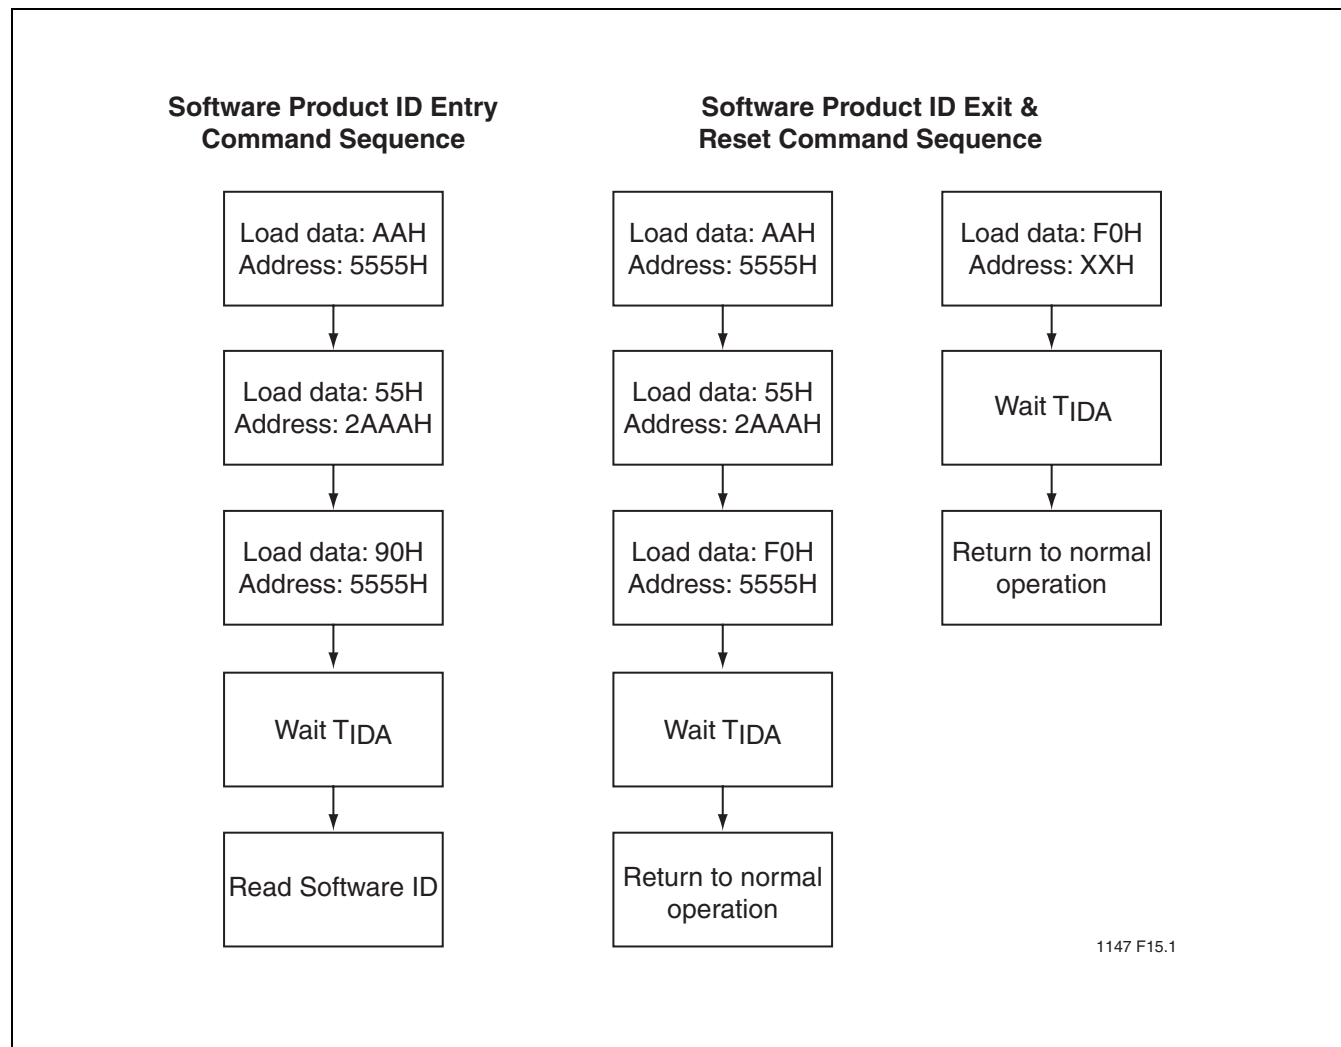 Software Product ID Entry
Command Sequence
Load data: AAH
Address: 5555H
Load data: 55H
Address: 2AAAH
Load data: 90H
Address: 5555H
Wait TIDA
Read Software ID
Software Product ID Exit &
Reset Command Sequence
Load data: AAH
Address: 5555H
Load data: 55H
Address: 2AAAH
Load data: F0H
Address: 5555H
Wait TIDA
Return to normal
operation
Load data: F0H
Address: XXH
Wait TIDA
Return to normal
operation
1147 F15.1